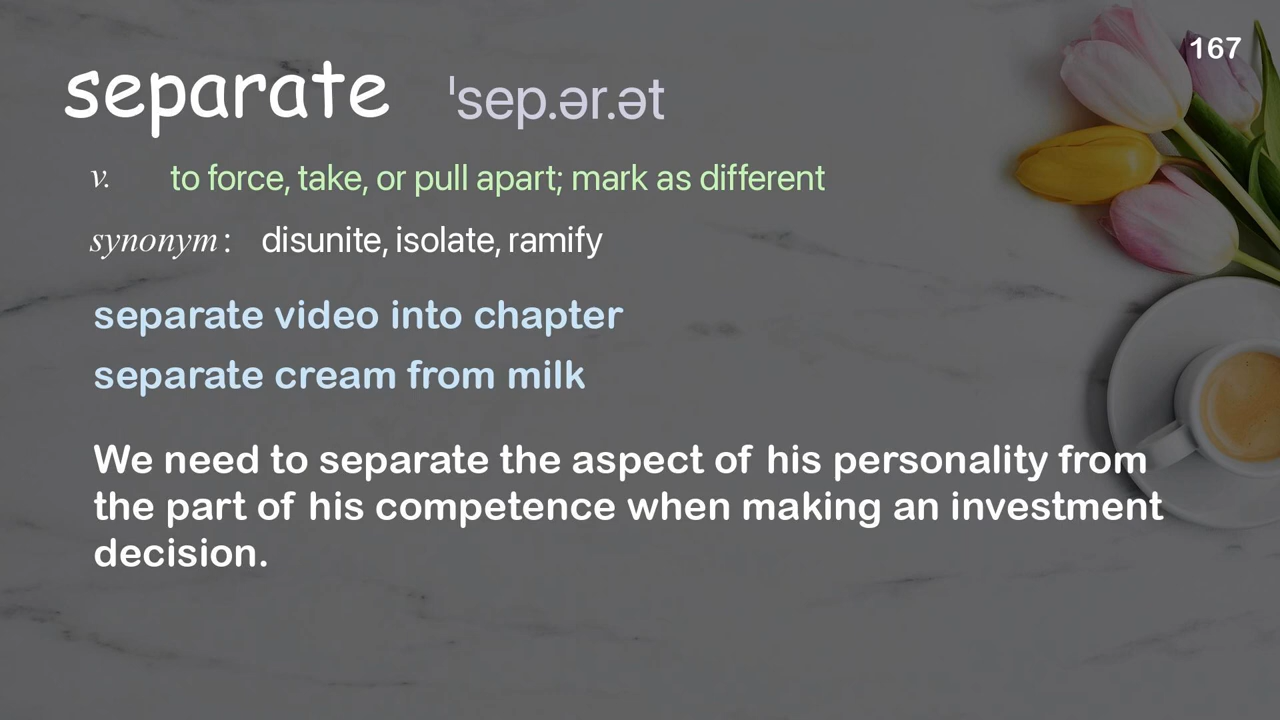 167
separate ˈsep.ər.ət
v. to force, take, or pull apart; mark as different
synonym: disunite, isolate, ramify
separate video into chapter
separate cream from milk
We need to separate the aspect of his personality from
the part of his competence when making an investment
decision.